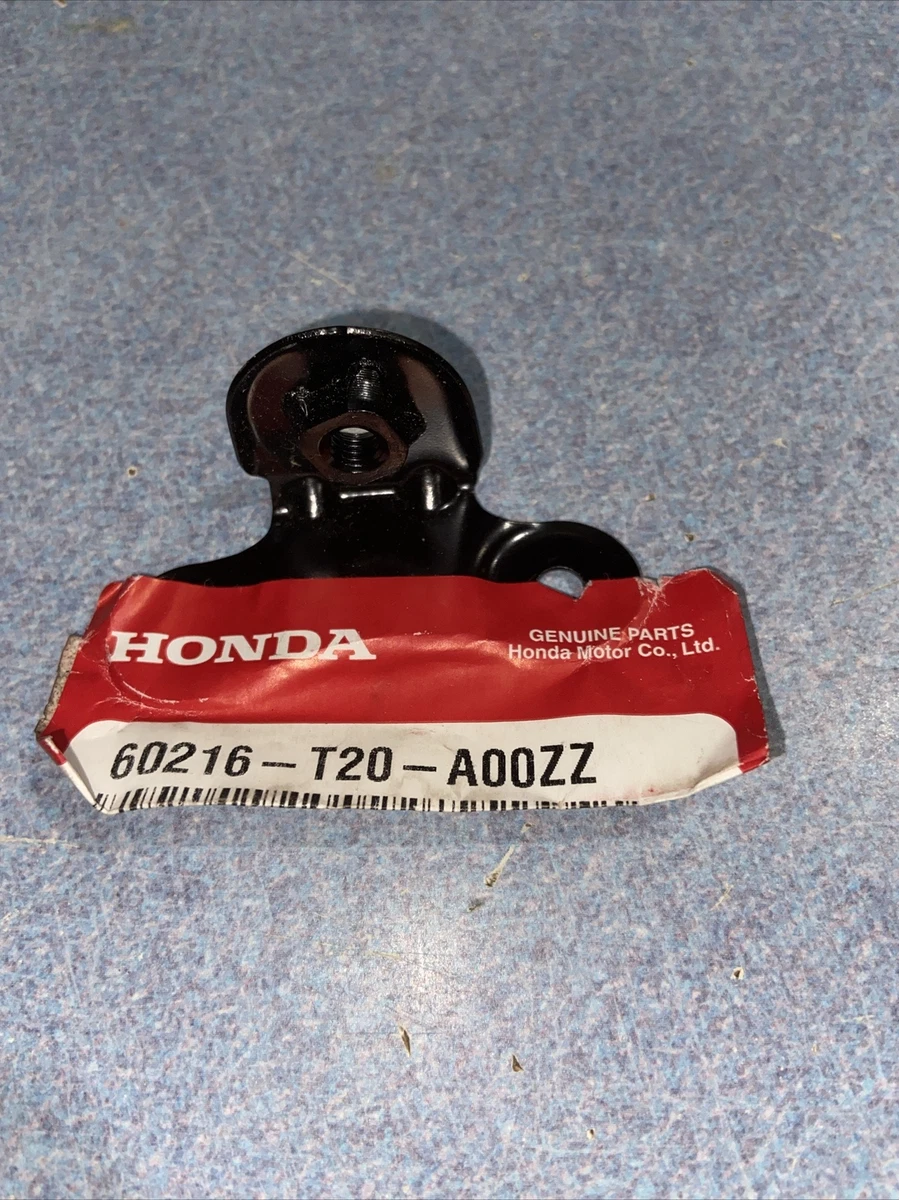 HONDA
GENUINE PARTS
Honda Motor Co., Ltd.
60216-T20-A00ZZ